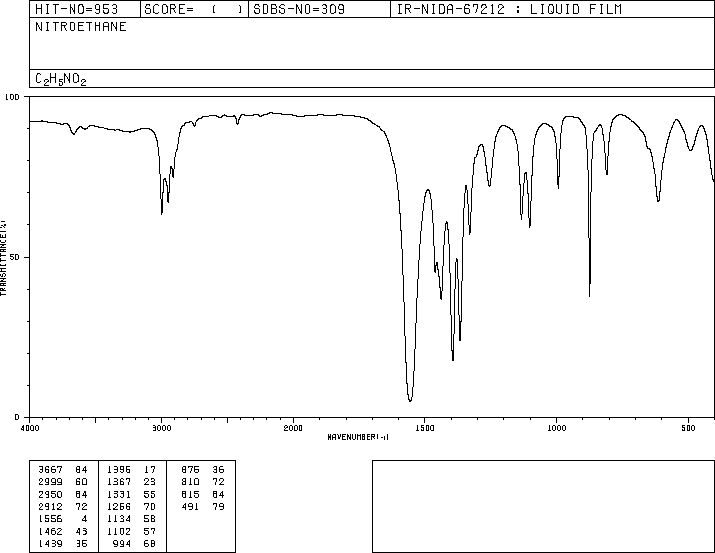 HIT-NO=953 SCORE= ( ) SDBS-NO=309 IR-NIDA-67212 : LIQUID FILM
NITROETHANE
C2H5NO2
100
50
0
TRANSMITTANCE(%)
4000 3000 2000 1500 1000 500
WAVENUMBER(-1)
3667 84 1396 17 876 36
2999 60 1367 23 810 72
2950 64 1331 55 615 64
2912 72 1256 70 491 79
1556 4 1134 58
1462 43 1102 57
1439 35 994 68